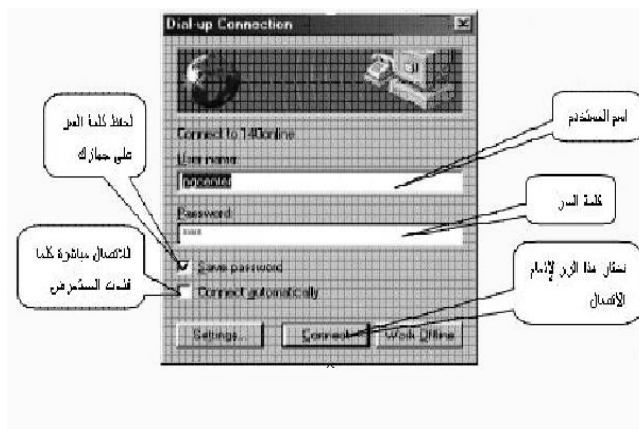 Dial-up Connection
Connect to 140online
User name:
Password:
****
Save password
Connect automatically
Settings...
Connect
Work Offline
لحفظ كلمة السر
على جهازك
للاتصال مباشرة كلما
فتحت المستعرض
اسم المستخدم
كلمة السر
نختار هذا الزر لإتمام
الاتصال